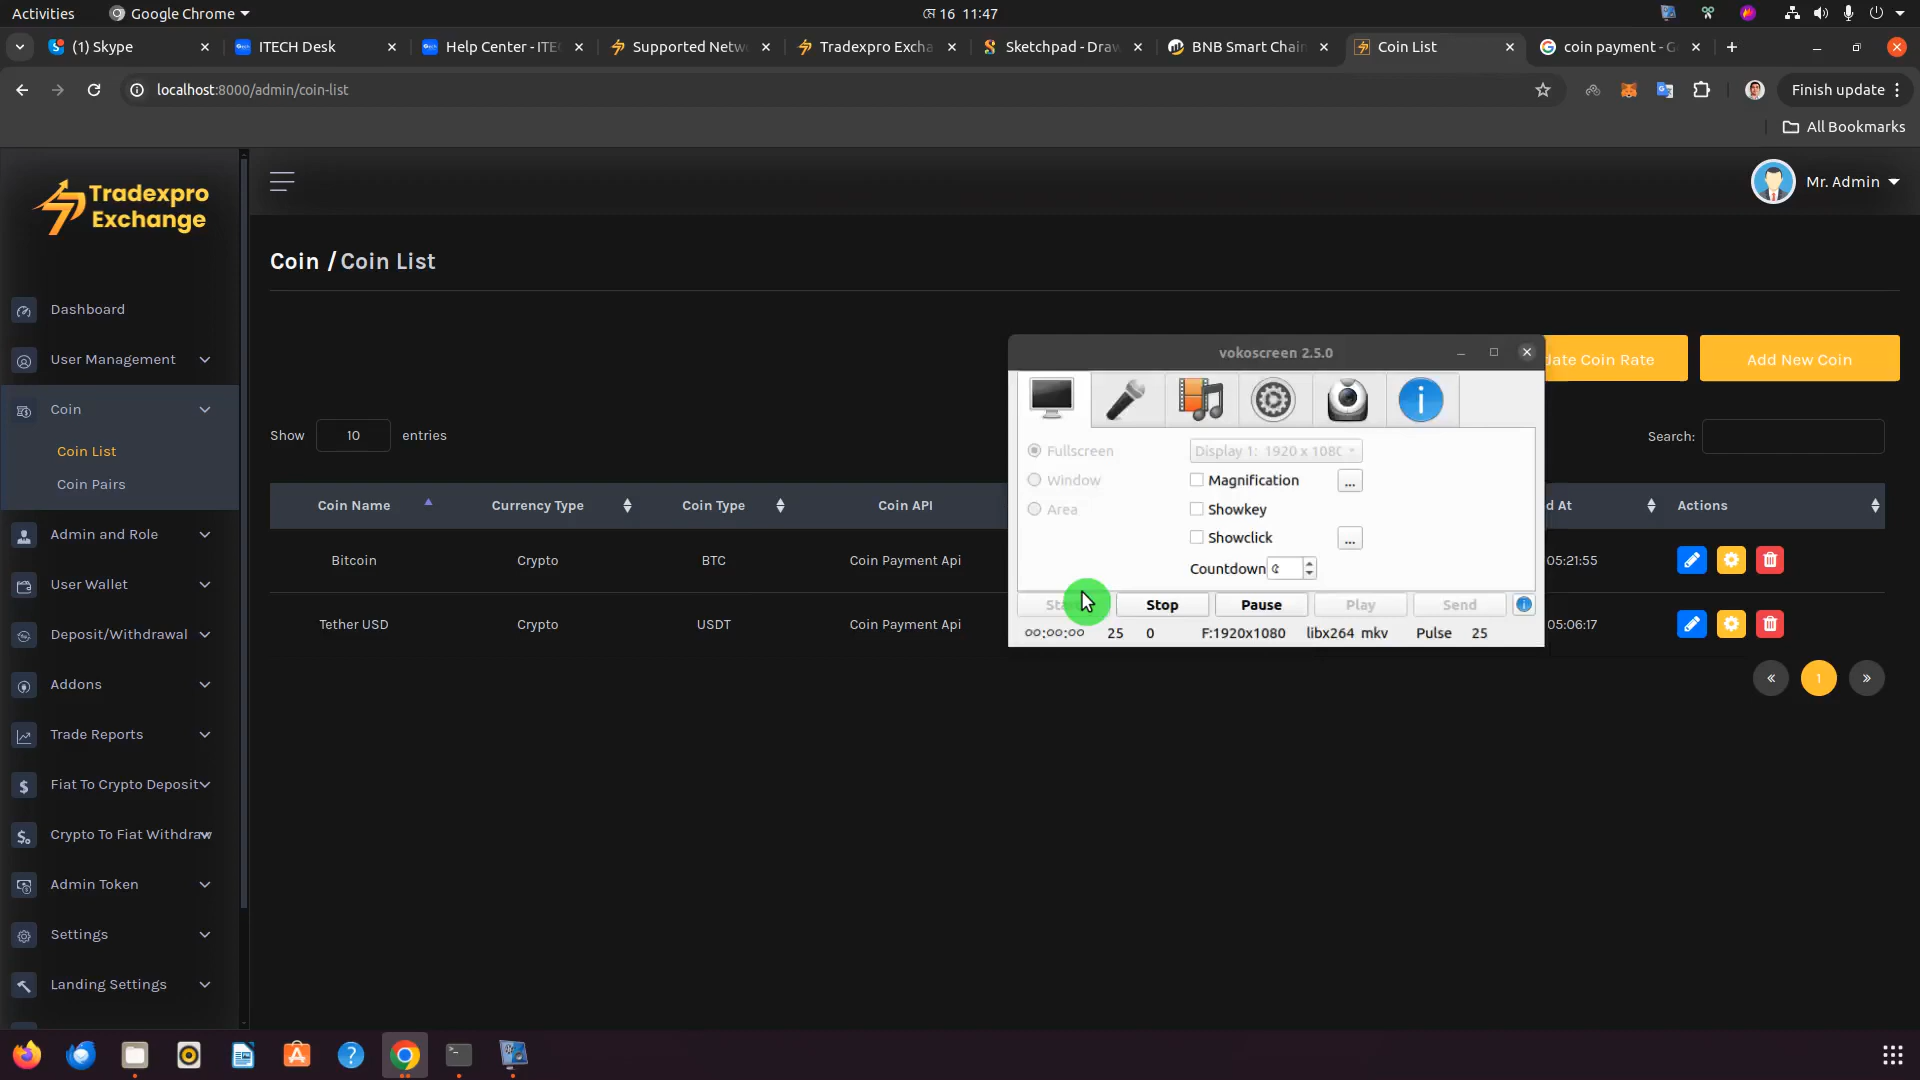 Activities
Google Chrome
মে 16 11:47
(1) Skype
ITECH Desk
Help Center - ITE
Supported Netw
Tradexpro Excha
Sketchpad - Draw
BNB Smart Chain
Coin List
coin payment - G
localhost:8000/admin/coin-list
Finish update
All Bookmarks
Tradexpro
Exchange
Mr. Admin
Coin / Coin List
Dashboard
User Management
Coin
Coin List
Coin Pairs
Admin and Role
User Wallet
Deposit/Withdrawal
Addons
Trade Reports
Fiat To Crypto Deposit
Crypto To Fiat Withdraw
Admin Token
Settings
Landing Settings
date Coin Rate
Add New Coin
Show 10 entries
Search:
Coin Name Currency Type Coin Type Coin API d At Actions
Bitcoin Crypto BTC Coin Payment Api 05:21:55
Tether USD Crypto USDT Coin Payment Api 05:06:17
« 1 »
vokoscreen 2.5.0
Fullscreen
Display 1: 1920 x 1080
Window
Magnification ...
Area
Showkey
Showclick ...
Countdown
Stop Pause Play Send
০০:০০:০০ 25 0 F:1920x1080 libx264 mkv Pulse 25